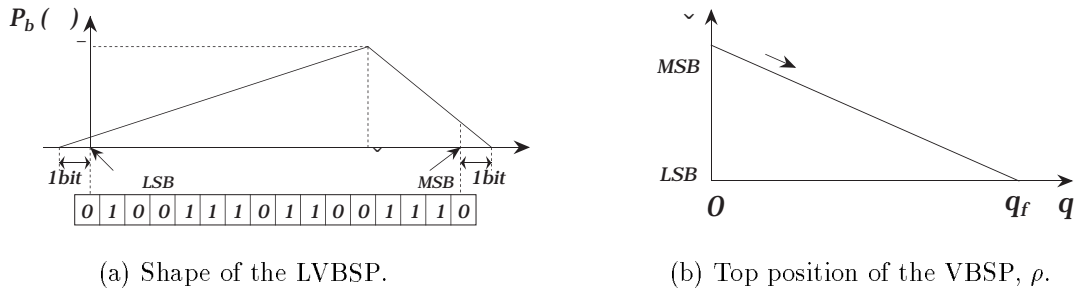 P_b ( )
1bit
LSB
MSB
1bit
0 1 0 0 1 1 1 0 1 1 0 0 1 1 1 0
(a) Shape of the LVBSP.
MSB
LSB
0
q_f
q
(b) Top position of the VBSP, ρ.